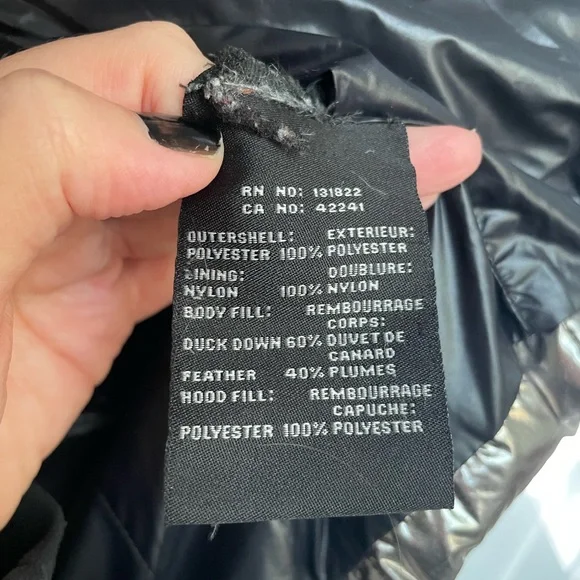 RN NO: 131822
CA NO: 42241
OUTERSHELL: EXTERIEUR:
POLYESTER 100% POLYESTER
LINING: DOUBLURE:
NYLON 100% NYLON
BODY FILL: REMBOURRAGE
CORPS:
DUCK DOWN 60% DUVET DE
CANARD
FEATHER 40% PLUMES
HOOD FILL: REMBOURRAGE
CAPUCHE:
POLYESTER 100% POLYESTER